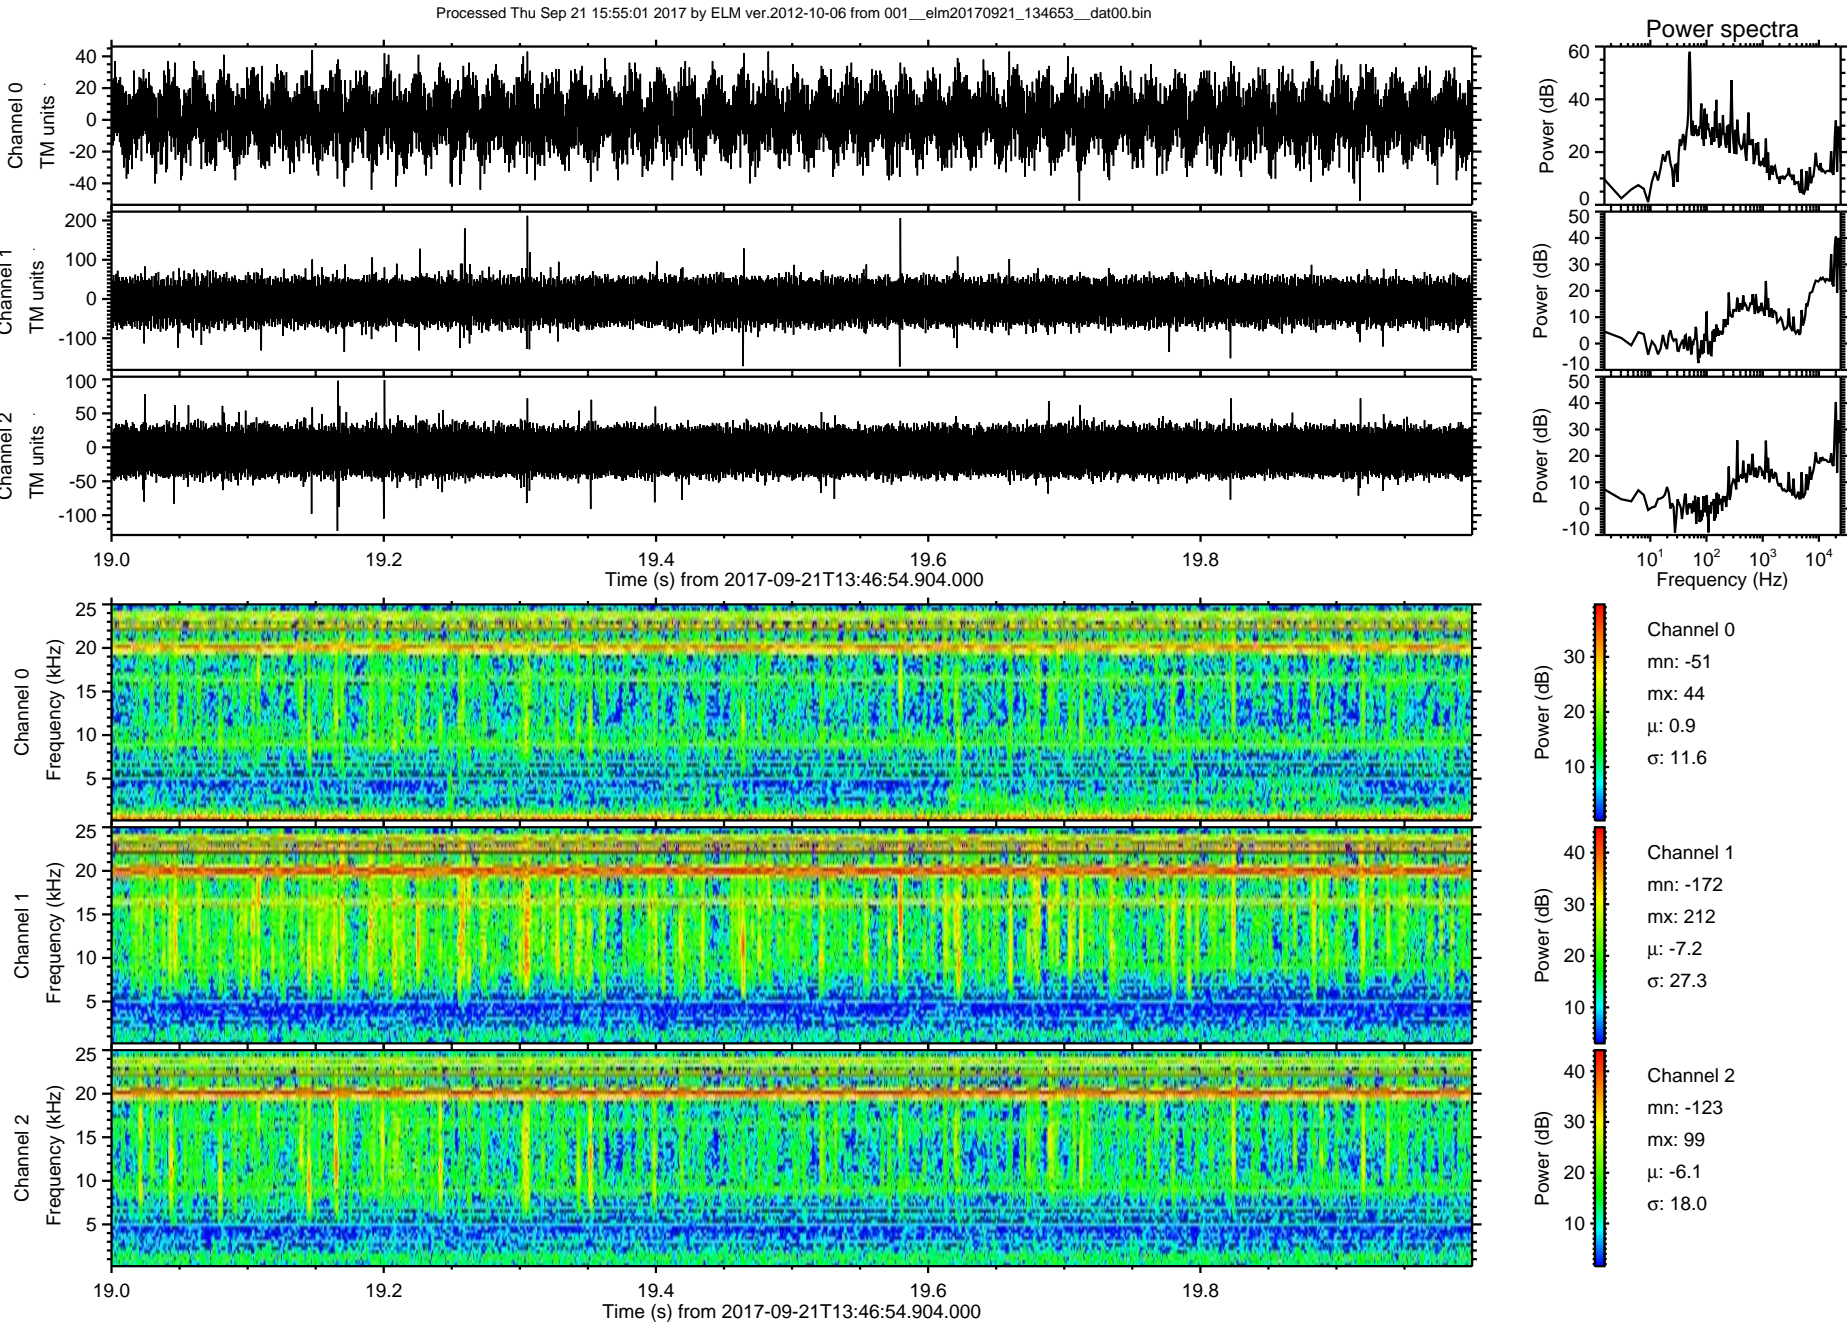 Processed Thu Sep 21 15:55:01 2017 by ELM ver.2012-10-06 from 001__elm20170921_134653__dat00.bin
Power spectra
Channel 0
TM units
40
20
0
-20
-40
Power (dB)
60
40
20
0
Channel 1
TM units
200
100
0
-100
Power (dB)
50
40
30
20
10
0
-10
Channel 2
TM units
100
50
0
-50
-100
Power (dB)
50
40
30
20
10
0
-10
19.0 19.2 19.4 19.6 19.8
Time (s) from 2017-09-21T13:46:54.904.000
10¹ 10² 10³ 10⁴
Frequency (Hz)
Channel 0
Frequency (kHz)
25
20
15
10
5
Power (dB)
30
20
10
Channel 0
mn: -51
mx: 44
μ: 0.9
σ: 11.6
Channel 1
Frequency (kHz)
25
20
15
10
5
Power (dB)
40
30
20
10
Channel 1
mn: -172
mx: 212
μ: -7.2
σ: 27.3
Channel 2
Frequency (kHz)
25
20
15
10
5
Power (dB)
40
30
20
10
Channel 2
mn: -123
mx: 99
μ: -6.1
σ: 18.0
19.0 19.2 19.4 19.6 19.8
Time (s) from 2017-09-21T13:46:54.904.000